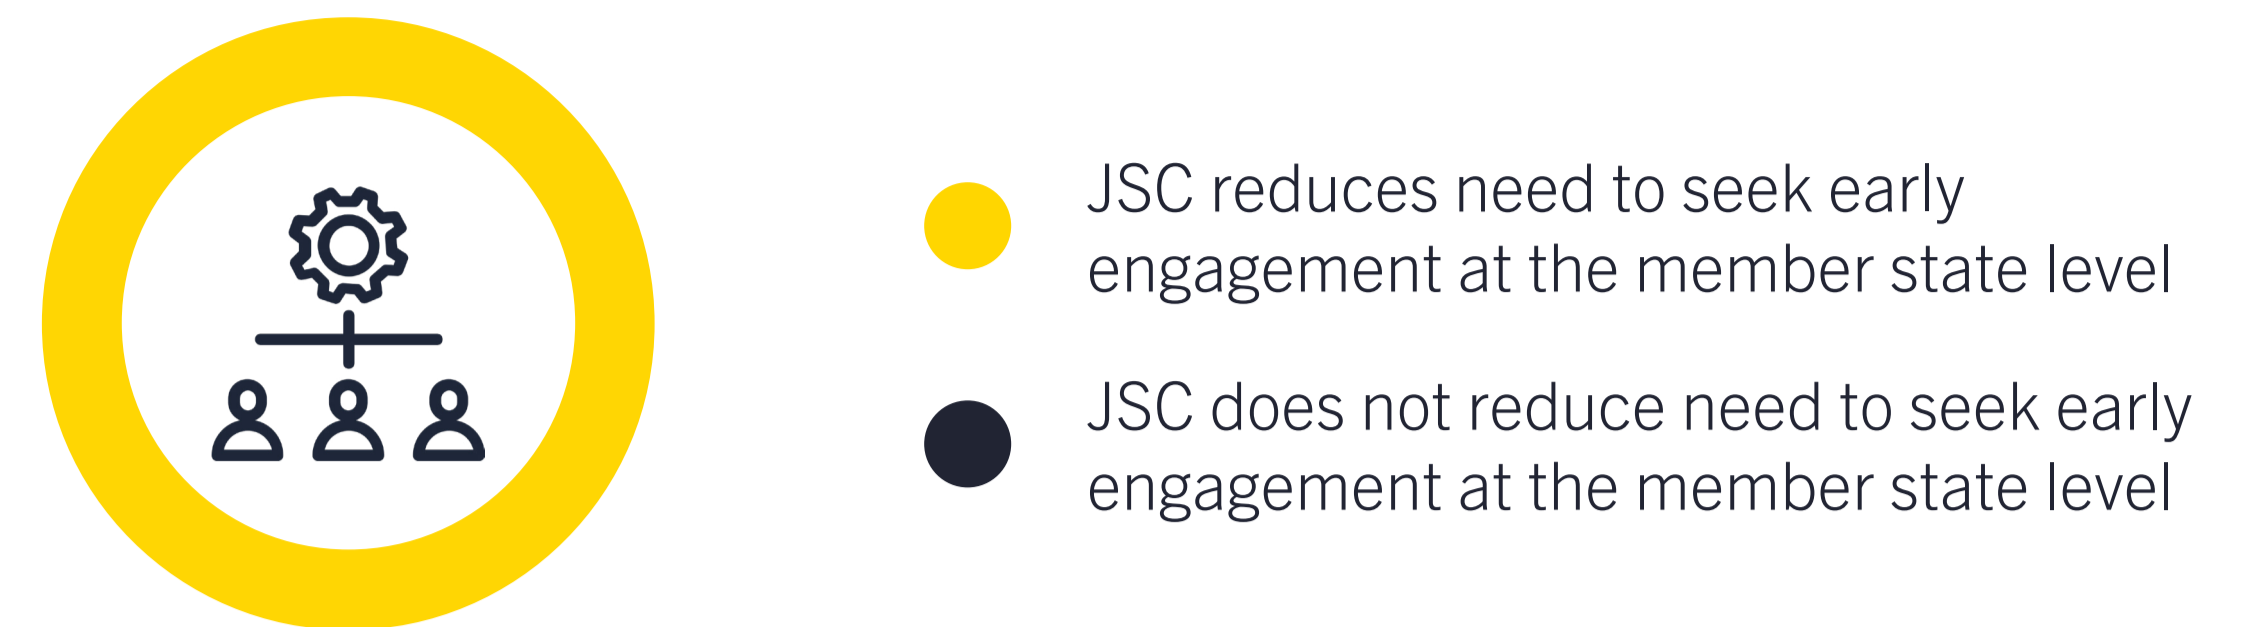 JSC reduces need to seek early
engagement at the member state level
JSC does not reduce need to seek early
engagement at the member state level